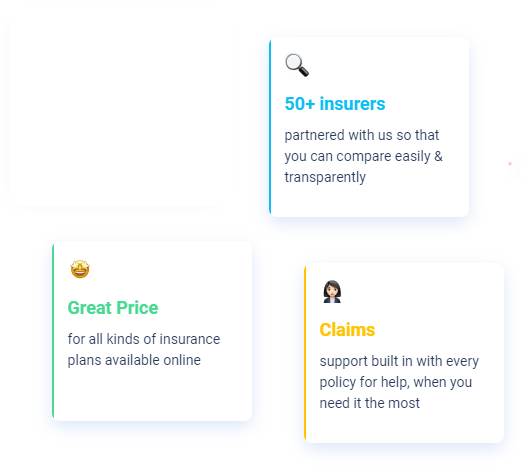 50+ insurers
partnered with us so that
you can compare easily &
transparently
Great Price
for all kinds of insurance
plans available online
Claims
support built in with every
policy for help, when you
need it the most